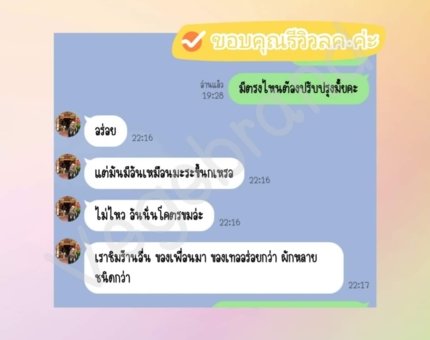 ขอบคุณรีวิวลค.ค่ะ
อ่านแล้ว
19:28
มีตรงไหนต้องปรับปรุงมั้ยคะ
อร่อย
22:16
แต่มันมีอันเหมือนมะระขี้นกเหรอ
22:16
ไม่ไหว อันนั้นโคตรขมอ่ะ
22:16
เราชิมร้านอื่น ของเพื่อนมา ของเทออร่อยกว่า ผักหลาย
ชนิดกว่า
22:17